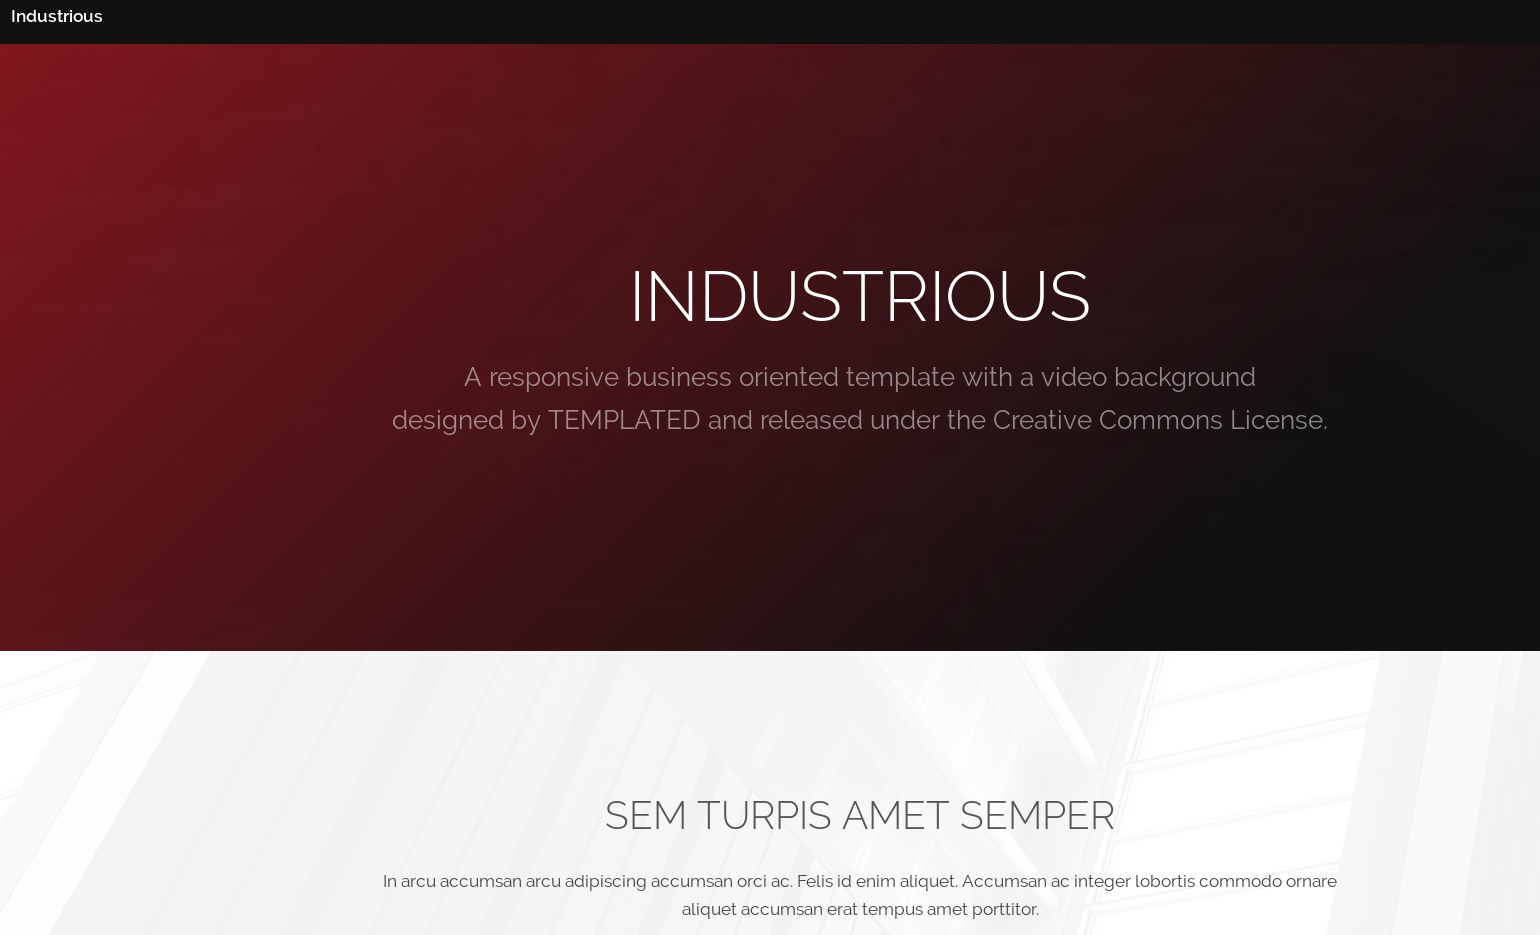 Industrious
INDUSTRIOUS
A responsive business oriented template with a video background
designed by TEMPLATED and released under the Creative Commons License.
SEM TURPIS AMET SEMPER
In arcu accumsan arcu adipiscing accumsan orci ac. Felis id enim aliquet. Accumsan ac integer lobortis commodo ornare
aliquet accumsan erat tempus amet porttitor.